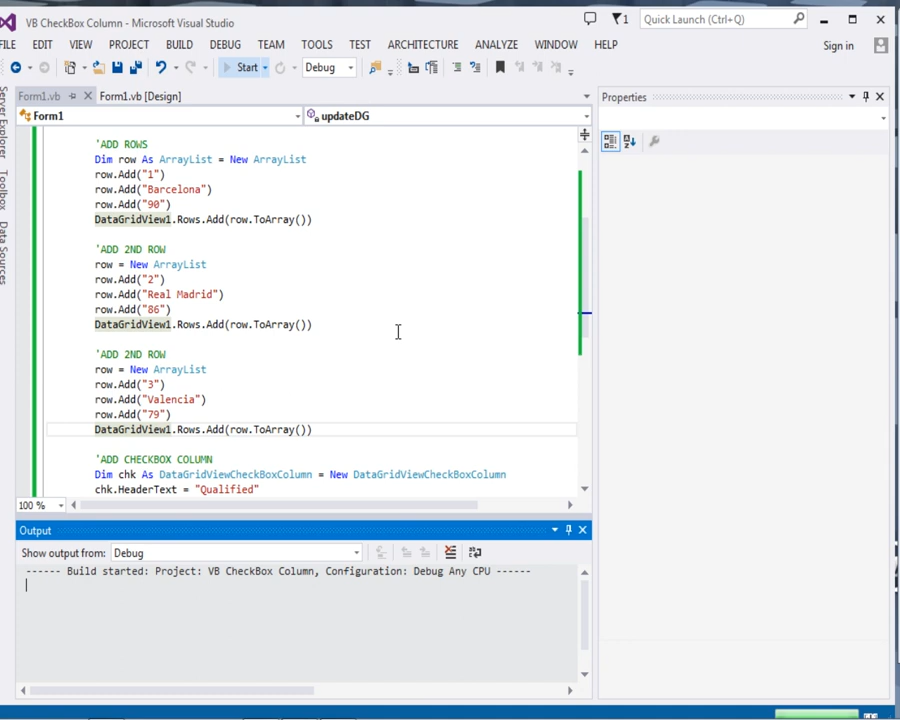 VB CheckBox Column - Microsoft Visual Studio
1
Quick Launch (Ctrl+Q)
FILE EDIT VIEW PROJECT BUILD DEBUG TEAM TOOLS TEST ARCHITECTURE ANALYZE WINDOW HELP
Sign in
Start Debug
Server Explorer
Toolbox
Data Sources
Form1.vb Form1.vb [Design]
Properties
Form1 updateDG
'ADD ROWS
Dim row As ArrayList = New ArrayList
row.Add("1")
row.Add("Barcelona")
row.Add("90")
DataGridView1.Rows.Add(row.ToArray())
'ADD 2ND ROW
row = New ArrayList
row.Add("2")
row.Add("Real Madrid")
row.Add("86")
DataGridView1.Rows.Add(row.ToArray())
'ADD 2ND ROW
row = New ArrayList
row.Add("3")
row.Add("Valencia")
row.Add("79")
DataGridView1.Rows.Add(row.ToArray())
'ADD CHECKBOX COLUMN
Dim chk As DataGridViewCheckBoxColumn = New DataGridViewCheckBoxColumn
chk.HeaderText = "Qualified"
100 %
Output
Show output from: Debug
------ Build started: Project: VB CheckBox Column, Configuration: Debug Any CPU ------